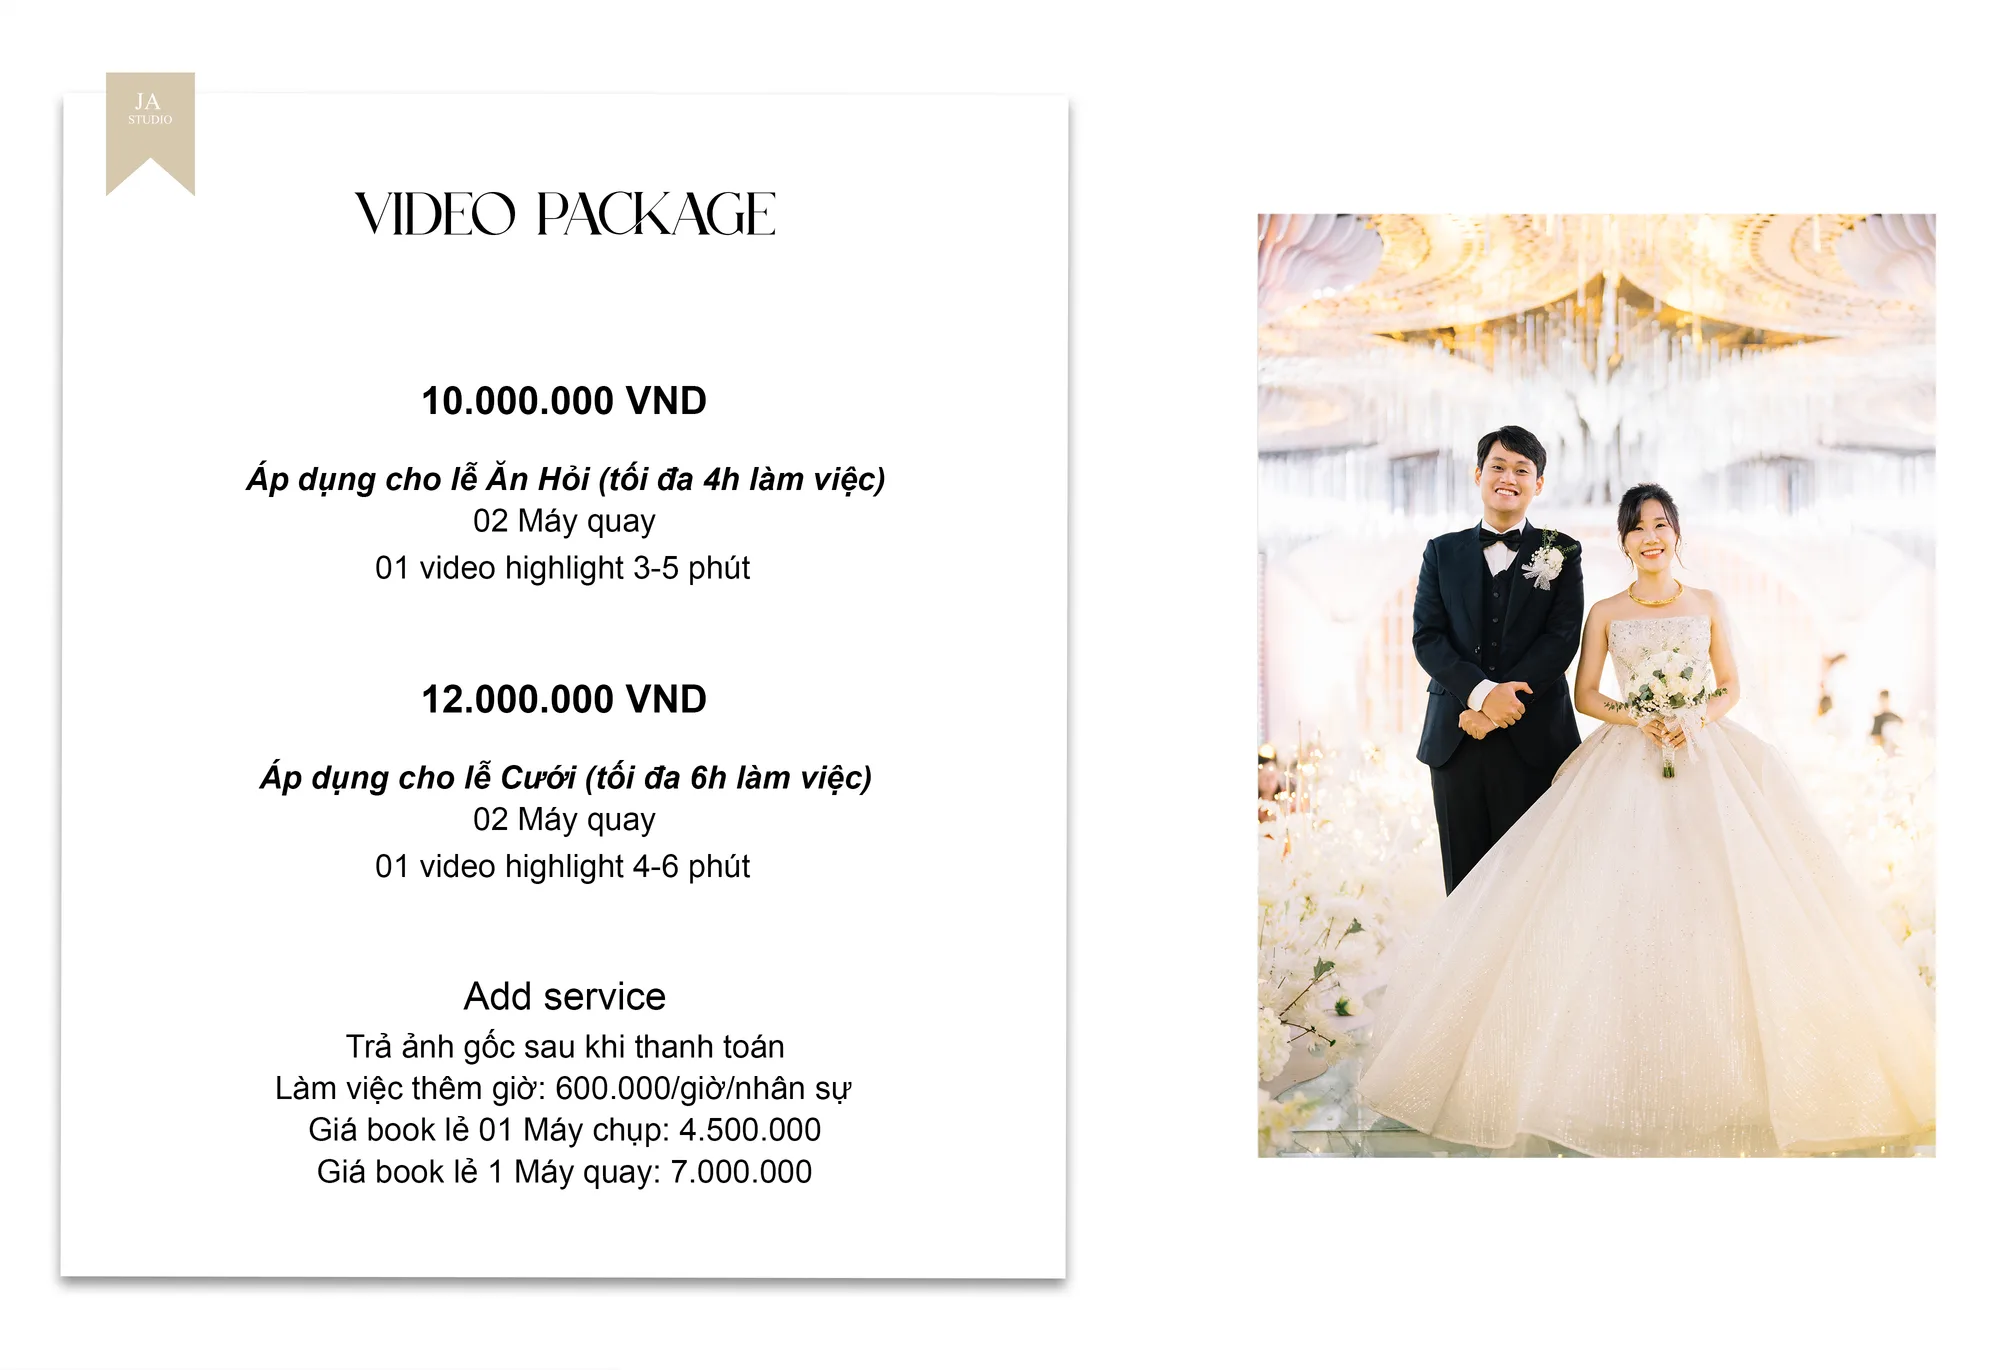 JA
STUDIO
VIDEO PACKAGE
10.000.000 VND
Áp dụng cho lễ Ăn Hỏi (tối đa 4h làm việc)
02 Máy quay
01 video highlight 3-5 phút
12.000.000 VND
Áp dụng cho lễ Cưới (tối đa 6h làm việc)
02 Máy quay
01 video highlight 4-6 phút
Add service
Trả ảnh gốc sau khi thanh toán
Làm việc thêm giờ: 600.000/giờ/nhân sự
Giá book lẻ 01 Máy chụp: 4.500.000
Giá book lẻ 1 Máy quay: 7.000.000